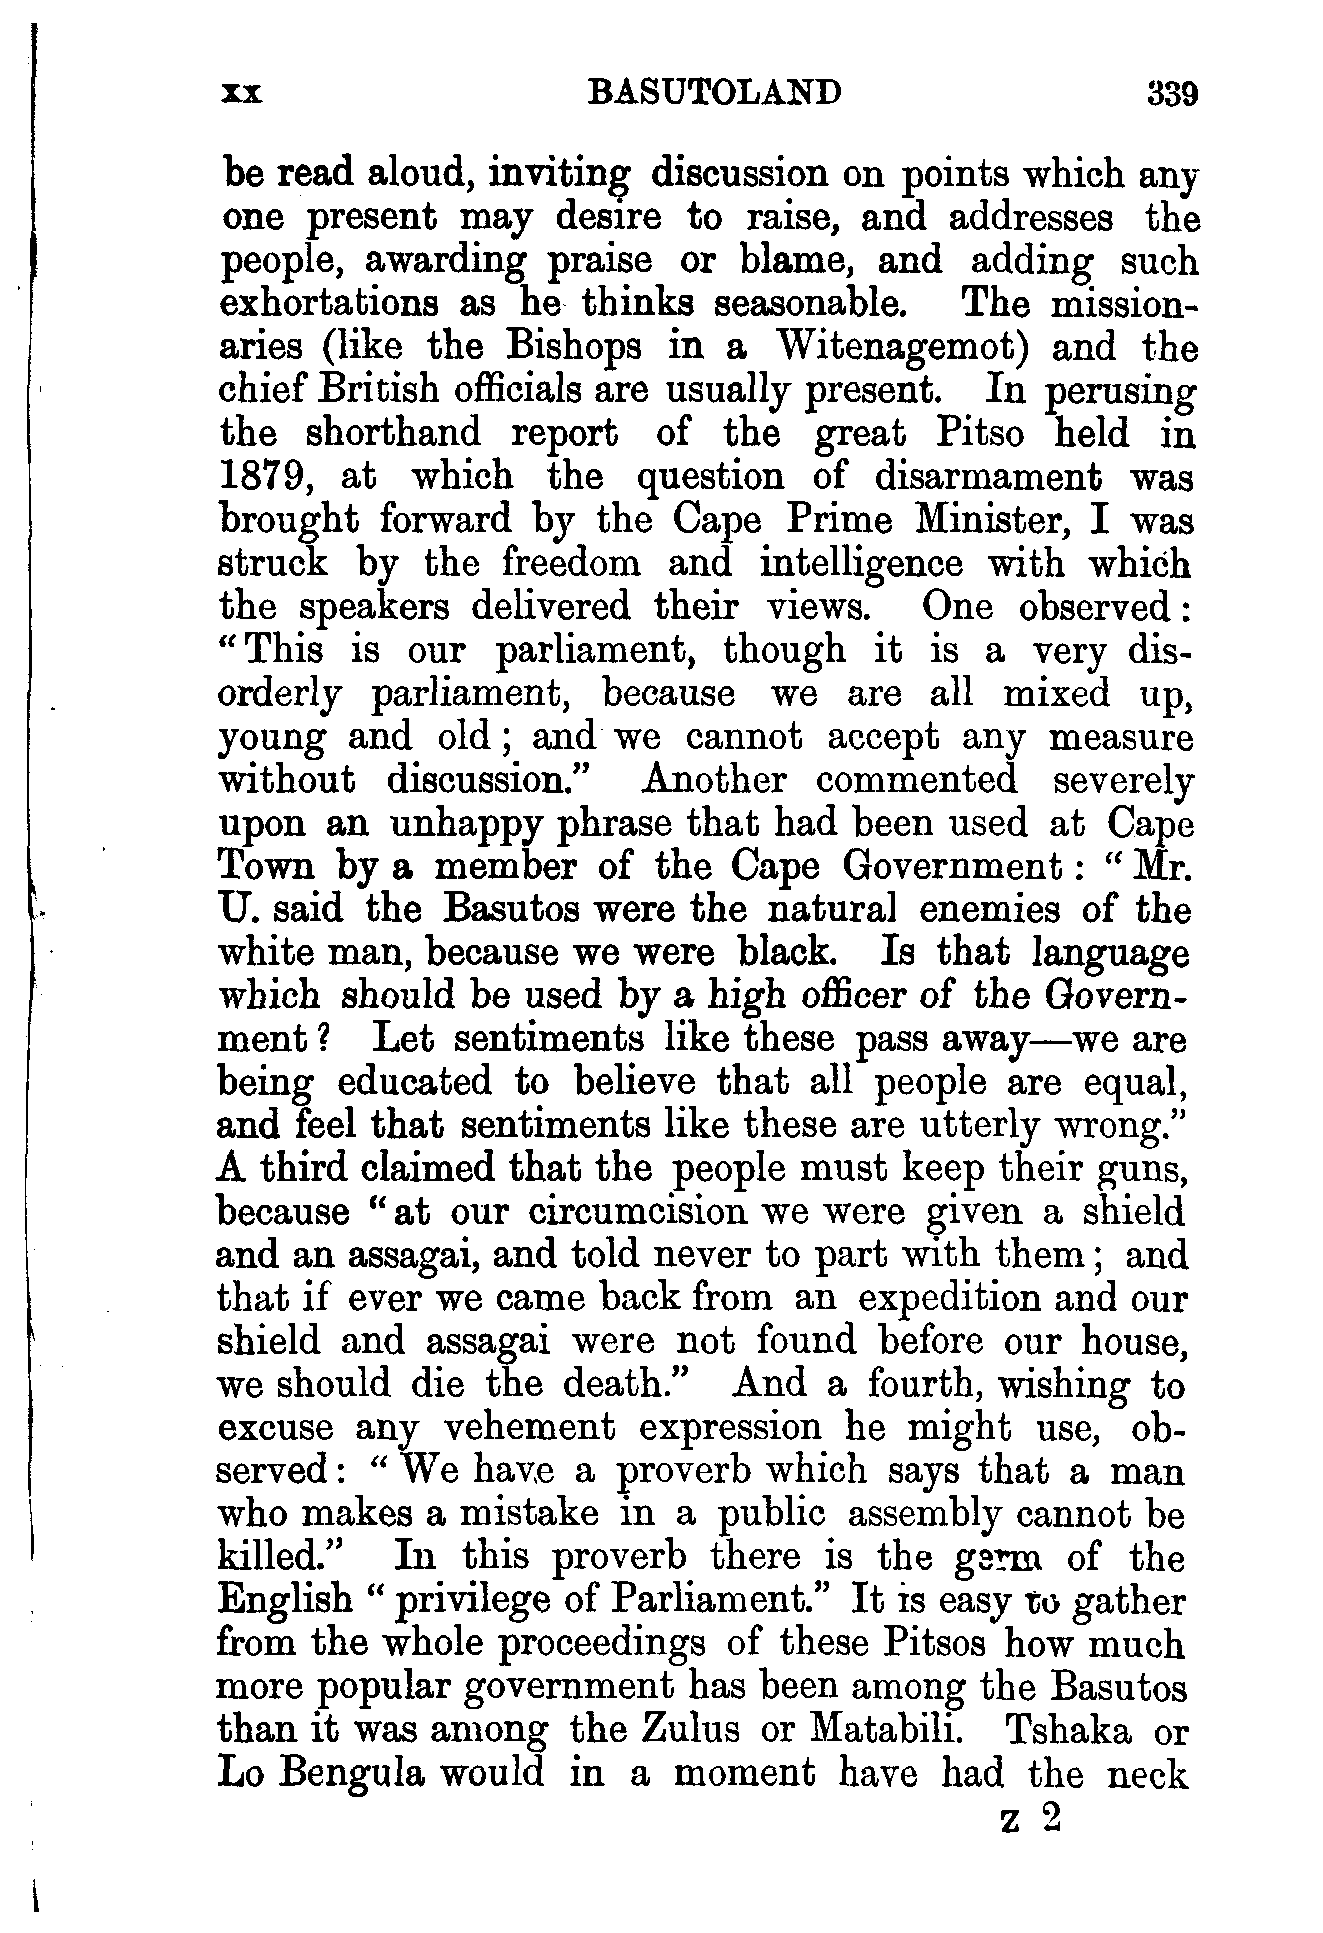 xx BASUTOLAND 339
be read aloud, inviting discussion on points which any
one present may desire to raise, and addresses the
people, awarding praise or blame, and adding such
exhortations as he thinks seasonable. The mission-
aries (like the Bishops in a Witenagemot) and the
chief British officials are usually present. In perusing
the shorthand report of the great Pitso held in
1879, at which the question of disarmament was
brought forward by the Cape Prime Minister, I was
struck by the freedom and intelligence with which
the speakers delivered their views. One observed :
“This is our parliament, though it is a very dis-
orderly parliament, because we are all mixed up,
young and old ; and we cannot accept any measure
without discussion.” Another commented severely
upon an unhappy phrase that had been used at Cape
Town by a member of the Cape Government : “ Mr.
U. said the Basutos were the natural enemies of the
white man, because we were black. Is that language
which should be used by a high officer of the Govern-
ment ? Let sentiments like these pass away—we are
being educated to believe that all people are equal,
and feel that sentiments like these are utterly wrong.”
A third claimed that the people must keep their guns,
because “at our circumcision we were given a shield
and an assagai, and told never to part with them ; and
that if ever we came back from an expedition and our
shield and assagai were not found before our house,
we should die the death.” And a fourth, wishing to
excuse any vehement expression he might use, ob-
served : “ We have a proverb which says that a man
who makes a mistake in a public assembly cannot be
killed.” In this proverb there is the germ of the
English “ privilege of Parliament.” It is easy to gather
from the whole proceedings of these Pitsos how much
more popular government has been among the Basutos
than it was among the Zulus or Matabili. Tshaka or
Lo Bengula would in a moment have had the neck
z 2